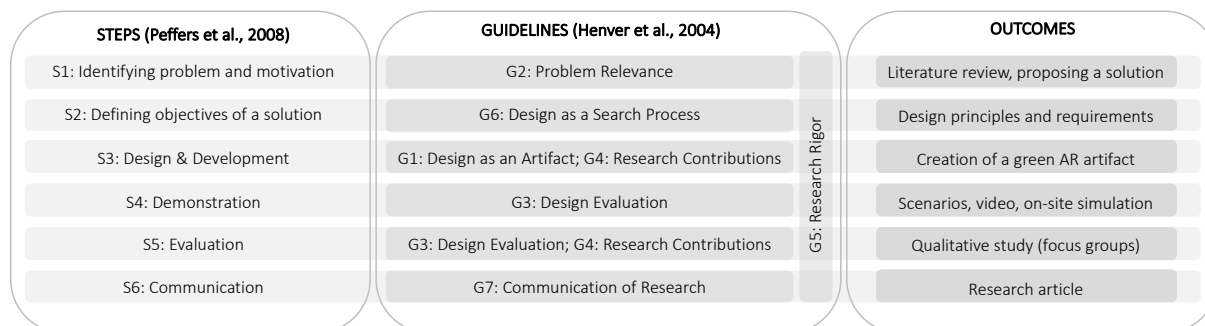 STEPS (Peffers et al., 2008)
S1: Identifying problem and motivation
S2: Defining objectives of a solution
S3: Design & Development
S4: Demonstration
S5: Evaluation
S6: Communication
GUIDELINES (Henver et al., 2004)
G2: Problem Relevance
G6: Design as a Search Process
G1: Design as an Artifact; G4: Research Contributions
G3: Design Evaluation
G3: Design Evaluation; G4: Research Contributions
G7: Communication of Research
G5: Research Rigor
OUTCOMES
Literature review, proposing a solution
Design principles and requirements
Creation of a green AR artifact
Scenarios, video, on-site simulation
Qualitative study (focus groups)
Research article